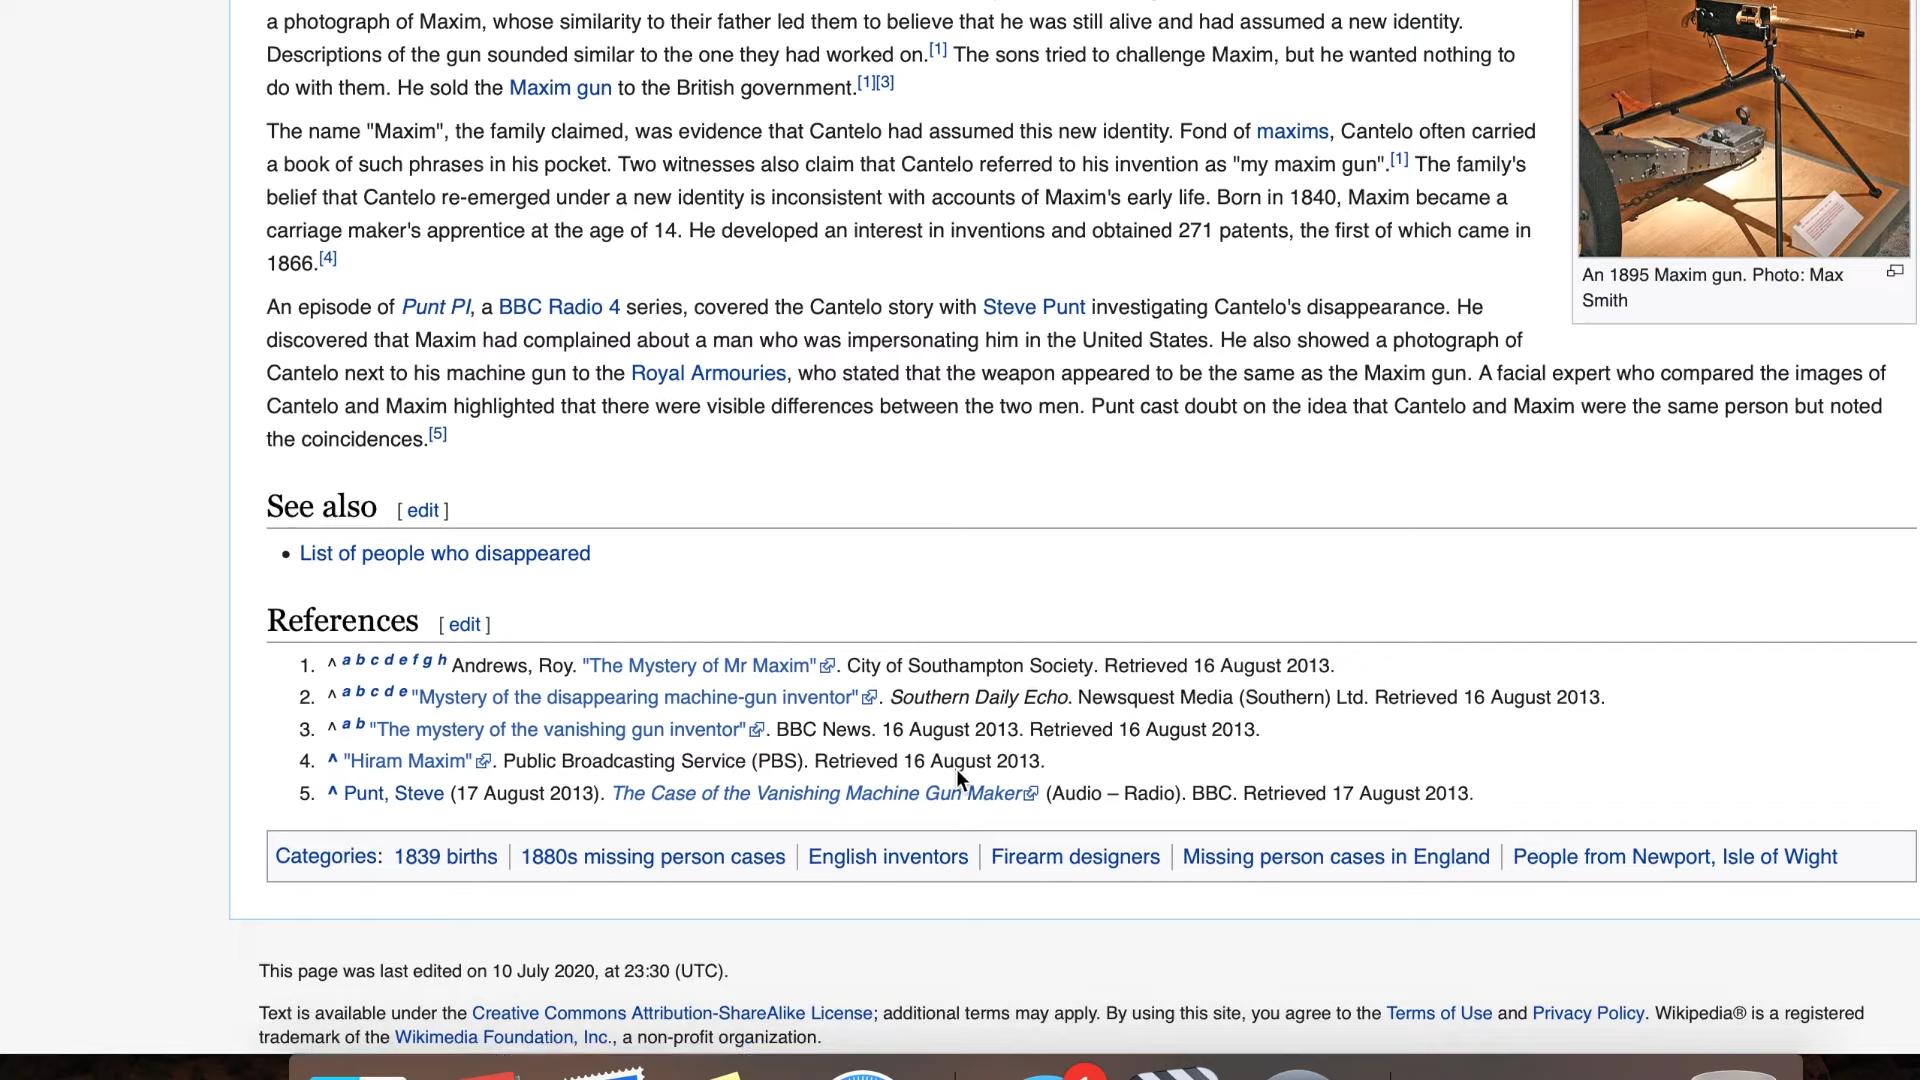 a photograph of Maxim, whose similarity to their father led them to believe that he was still alive and had assumed a new identity.
Descriptions of the gun sounded similar to the one they had worked on.[1] The sons tried to challenge Maxim, but he wanted nothing to
do with them. He sold the Maxim gun to the British government.[1][3]
The name "Maxim", the family claimed, was evidence that Cantelo had assumed this new identity. Fond of maxims, Cantelo often carried
a book of such phrases in his pocket. Two witnesses also claim that Cantelo referred to his invention as "my maxim gun".[1] The family's
belief that Cantelo re-emerged under a new identity is inconsistent with accounts of Maxim's early life. Born in 1840, Maxim became a
carriage maker's apprentice at the age of 14. He developed an interest in inventions and obtained 271 patents, the first of which came in
1866.[4]
An 1895 Maxim gun. Photo: Max
Smith
An episode of Punt PI, a BBC Radio 4 series, covered the Cantelo story with Steve Punt investigating Cantelo's disappearance. He
discovered that Maxim had complained about a man who was impersonating him in the United States. He also showed a photograph of
Cantelo next to his machine gun to the Royal Armouries, who stated that the weapon appeared to be the same as the Maxim gun. A facial expert who compared the images of
Cantelo and Maxim highlighted that there were visible differences between the two men. Punt cast doubt on the idea that Cantelo and Maxim were the same person but noted
the coincidences.[5]
See also [ edit ]
• List of people who disappeared
References [ edit ]
1. ^ a b c d e f g h Andrews, Roy. "The Mystery of Mr Maxim". City of Southampton Society. Retrieved 16 August 2013.
2. ^ a b c d e "Mystery of the disappearing machine-gun inventor". Southern Daily Echo. Newsquest Media (Southern) Ltd. Retrieved 16 August 2013.
3. ^ a b "The mystery of the vanishing gun inventor". BBC News. 16 August 2013. Retrieved 16 August 2013.
4. ^ "Hiram Maxim". Public Broadcasting Service (PBS). Retrieved 16 August 2013.
5. ^ Punt, Steve (17 August 2013). The Case of the Vanishing Machine Gun Maker (Audio – Radio). BBC. Retrieved 17 August 2013.
Categories: 1839 births | 1880s missing person cases | English inventors | Firearm designers | Missing person cases in England | People from Newport, Isle of Wight
This page was last edited on 10 July 2020, at 23:30 (UTC).
Text is available under the Creative Commons Attribution-ShareAlike License; additional terms may apply. By using this site, you agree to the Terms of Use and Privacy Policy. Wikipedia® is a registered
trademark of the Wikimedia Foundation, Inc., a non-profit organization.